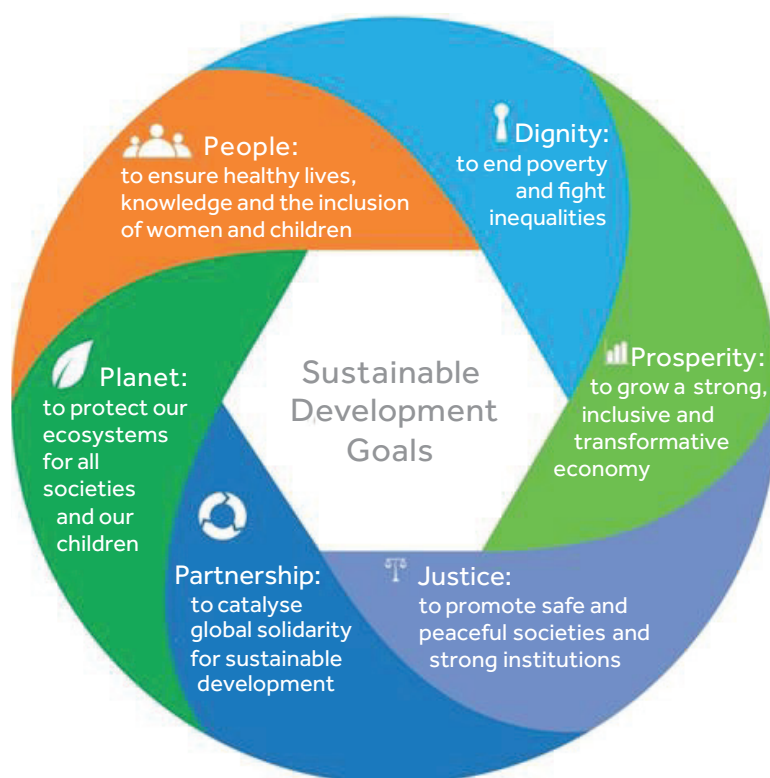 Sustainable
Development
Goals
Dignity:
to end poverty
and fight
inequalities
Prosperity:
to grow a strong,
inclusive and
transformative
economy
Justice:
to promote safe and
peaceful societies and
strong institutions
Partnership:
to catalyse
global solidarity
for sustainable
development
Planet:
to protect our
ecosystems
for all
societies
and our
children
People:
to ensure healthy lives,
knowledge and the inclusion
of women and children